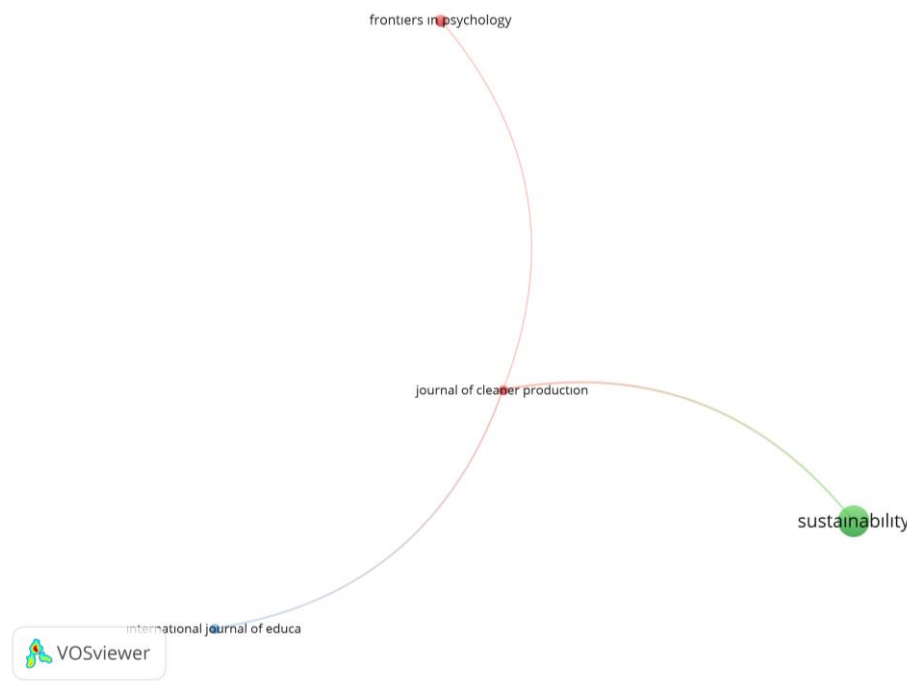 frontiers in psychology
journal of cleaner production
sustainability
international journal of educa
VOSviewer